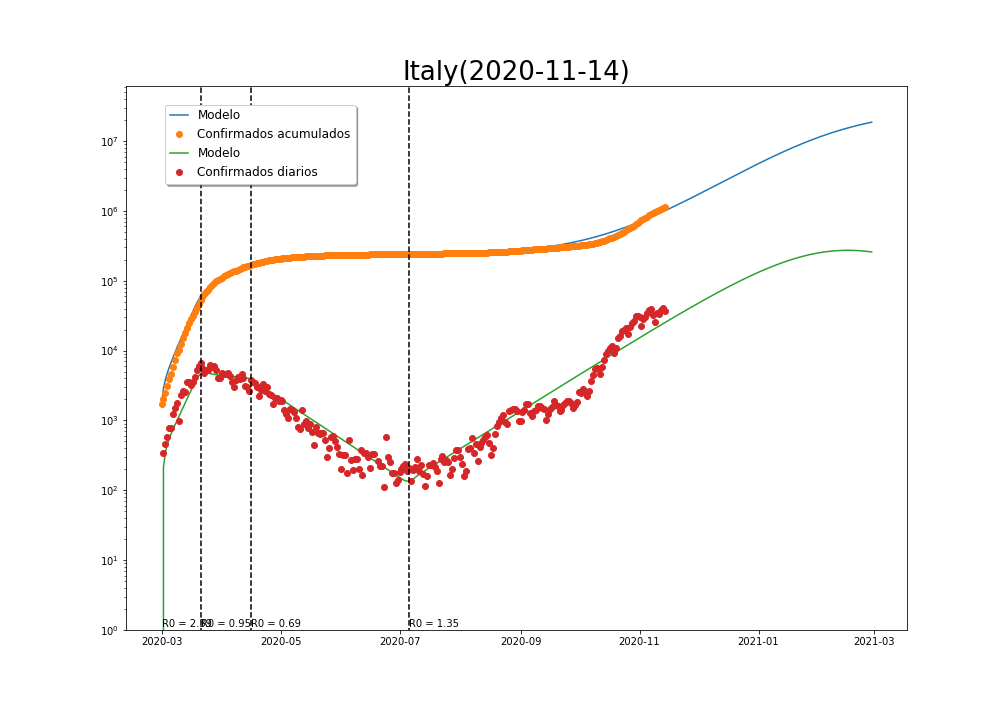 Italy(2020-11-14)
Modelo
Confirmados acumulados
Modelo
Confirmados diarios
10^7
10^6
10^5
10^4
10^3
10^2
10^1
10^0
R0 = 0.95
R0 = 0.69
R0 = 1.35
2020-03
2020-05
2020-07
2020-09
2020-11
2021-01
2021-03